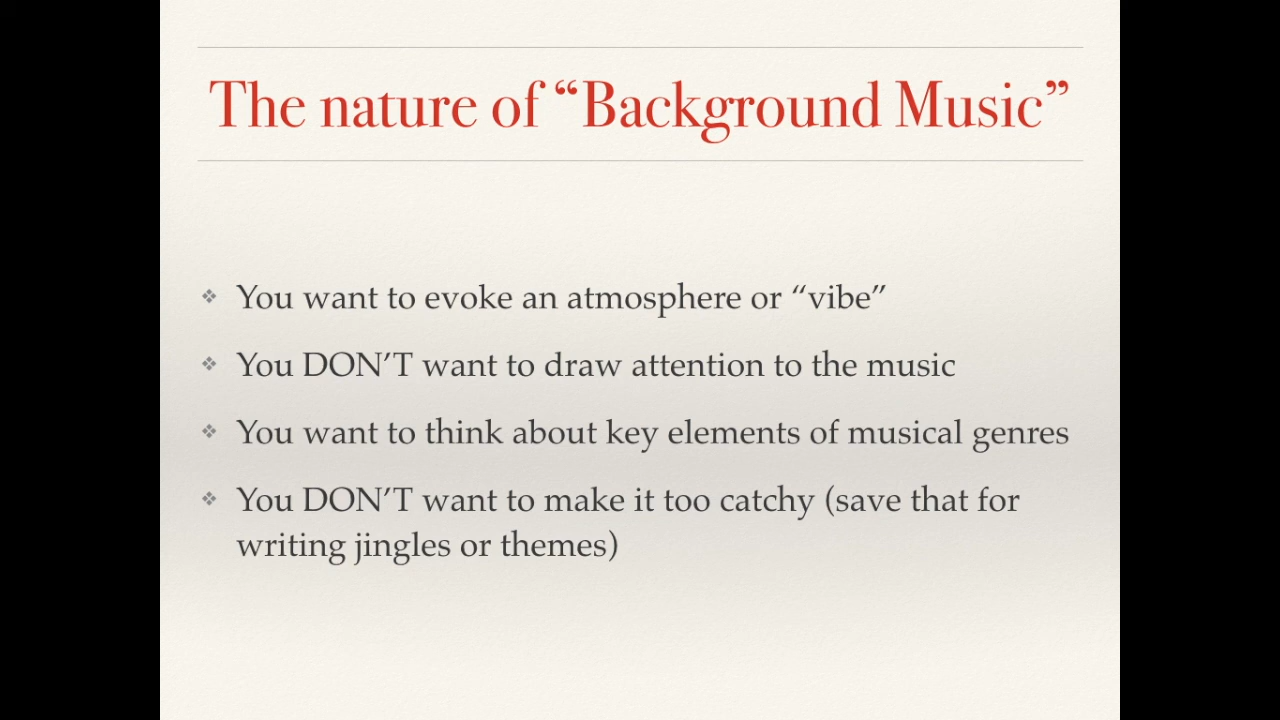 The nature of “Background Music”
❖ You want to evoke an atmosphere or “vibe”
❖ You DON’T want to draw attention to the music
❖ You want to think about key elements of musical genres
❖ You DON’T want to make it too catchy (save that for
writing jingles or themes)